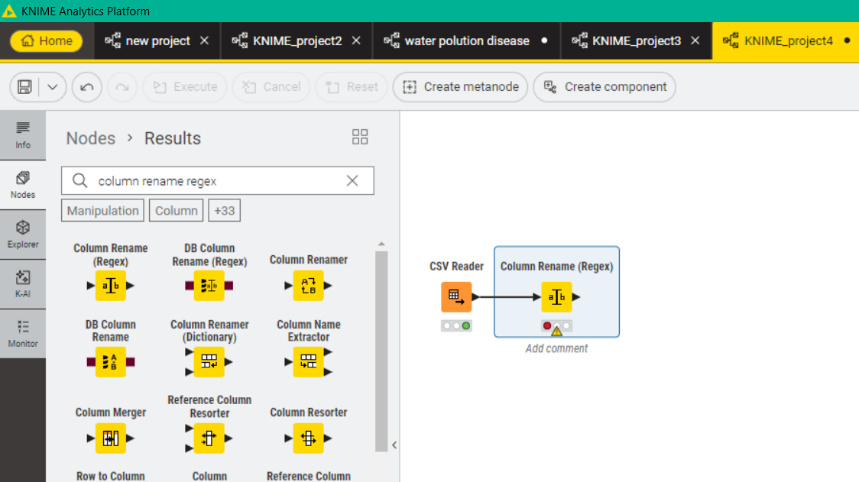 KNIME Analytics Platform
Home
new project
KNIME_project2
water polution disease
KNIME_project3
KNIME_project4
Execute
Cancel
Reset
Create metanode
Create component
Info
Nodes
Explorer
K-AI
Monitor
Nodes > Results
column rename regex
Manipulation
Column
+33
Column Rename
(Regex)
DB Column
Rename (Regex)
Column Renamer
DB Column
Rename
Column Renamer
(Dictionary)
Column Name
Extractor
Column Merger
Reference Column
Resorter
Column Resorter
Row to Column
Column
Reference Column
CSV Reader
Column Rename (Regex)
Add comment